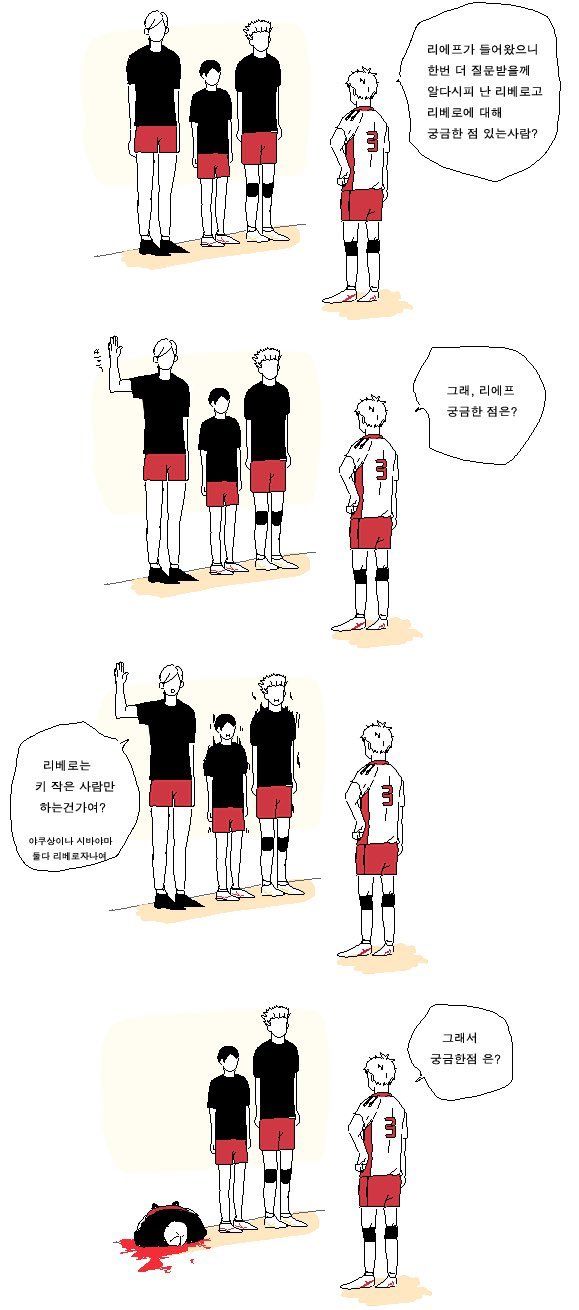 리에프가 들어왔으니
한번 더 질문받을께
알다시피 난 리베로고
리베로에 대해
궁금한 점 있는사람?
3
그래, 리에프
궁금한 점은?
3
리베로는
키 작은 사람만
하는건가여?
야쿠상이나 시바야마
둘다 리베로자나여
3
그래서
궁금한점 은?
3